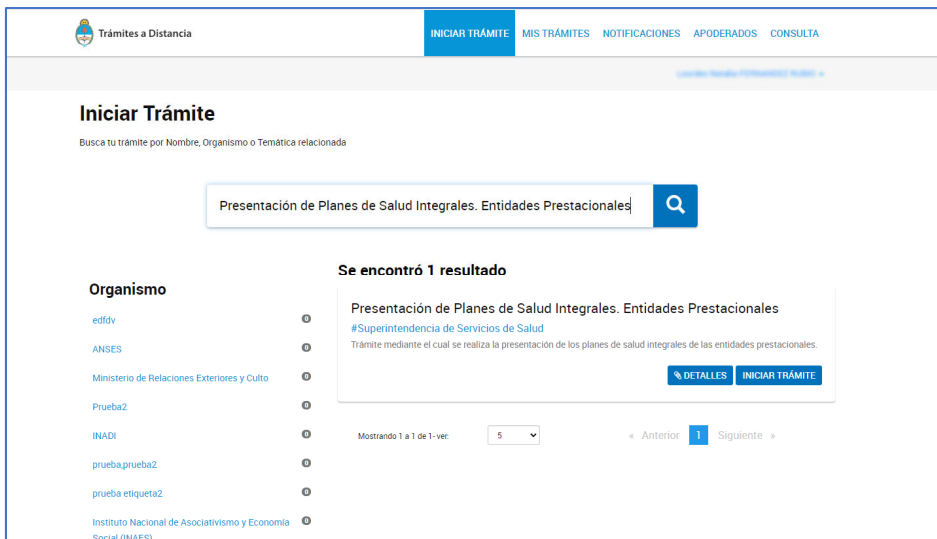 Trámites a Distancia
INICIAR TRÁMITE MIS TRÁMITES NOTIFICACIONES APODERADOS CONSULTA
Iniciar Trámite
Busca tu trámite por Nombre, Organismo o Temática relacionada
Presentación de Planes de Salud Integrales. Entidades Prestacionales
Se encontró 1 resultado
Organismo
edfdv 0
ANSES 0
Ministerio de Relaciones Exteriores y Culto 0
Prueba2 0
INADI 0
prueba,prueba2 0
prueba etiqueta2 0
Instituto Nacional de Asociativismo y Economía 0
Social (INAES)
Presentación de Planes de Salud Integrales. Entidades Prestacionales
#Superintendencia de Servicios de Salud
Trámite mediante el cual se realiza la presentación de los planes de salud integrales de las entidades prestacionales.
DETALLES INICIAR TRÁMITE
Mostrando 1 a 1 de 1- ver: 5 « Anterior 1 Siguiente »